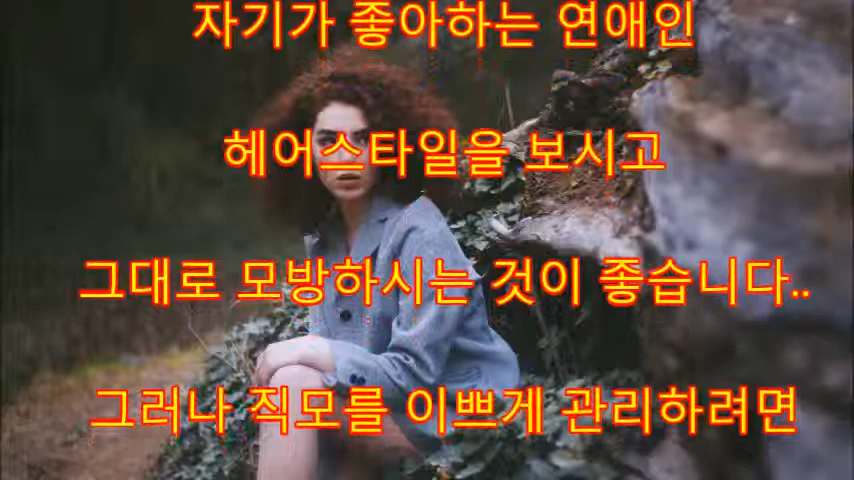 자기가 좋아하는 연애인
헤어스타일을 보시고
그대로 모방하시는 것이 좋습니다..
그러나 직모를 이쁘게 관리하려면